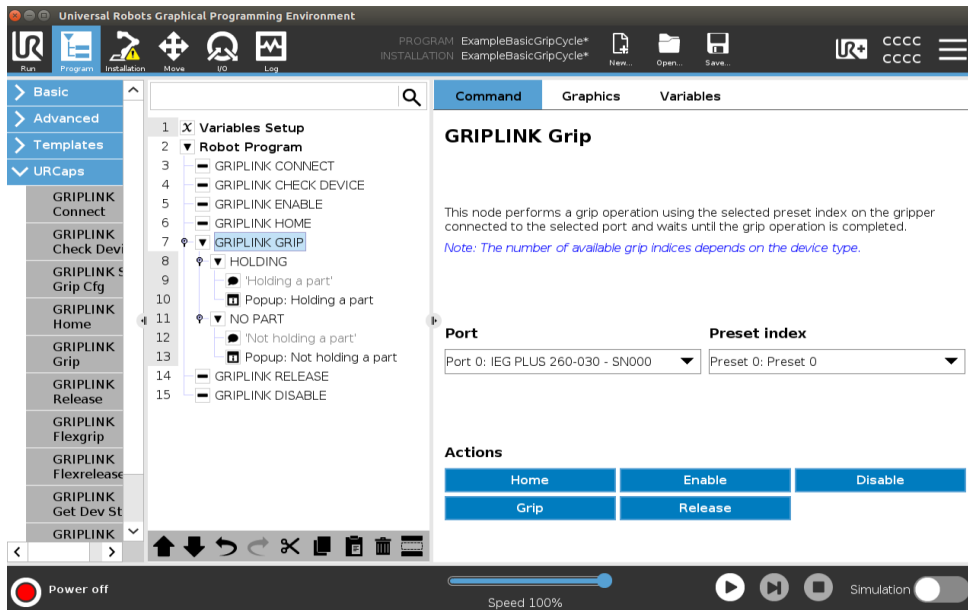 Universal Robots Graphical Programming Environment
UR
Run
Program
Installation
Move
I/O
Log
PROGRAM ExampleBasicGripCycle*
INSTALLATION ExampleBasicGripCycle*
New...
Open...
Save...
UR+
CCCC
CCCC
Basic
Advanced
Templates
URCaps
GRIPLINK
Connect
GRIPLINK
Check Devi
GRIPLINK S
Grip Cfg
GRIPLINK
Home
GRIPLINK
Grip
GRIPLINK
Release
GRIPLINK
Flexgrip
GRIPLINK
Flexrelease
GRIPLINK
Get Dev St
GRIPLINK
1 X Variables Setup
2 Robot Program
3 GRIPLINK CONNECT
4 GRIPLINK CHECK DEVICE
5 GRIPLINK ENABLE
6 GRIPLINK HOME
7 GRIPLINK GRIP
8 HOLDING
9 'Holding a part'
10 Popup: Holding a part
11 NO PART
12 'Not holding a part'
13 Popup: Not holding a part
14 GRIPLINK RELEASE
15 GRIPLINK DISABLE
Command Graphics Variables
GRIPLINK Grip
This node performs a grip operation using the selected preset index on the gripper
connected to the selected port and waits until the grip operation is completed.
Note: The number of available grip indices depends on the device type.
Port
Preset index
Port 0: IEG PLUS 260-030 - SN000
Preset 0: Preset 0
Actions
Home Enable Disable
Grip Release
Power off
Speed 100%
Simulation